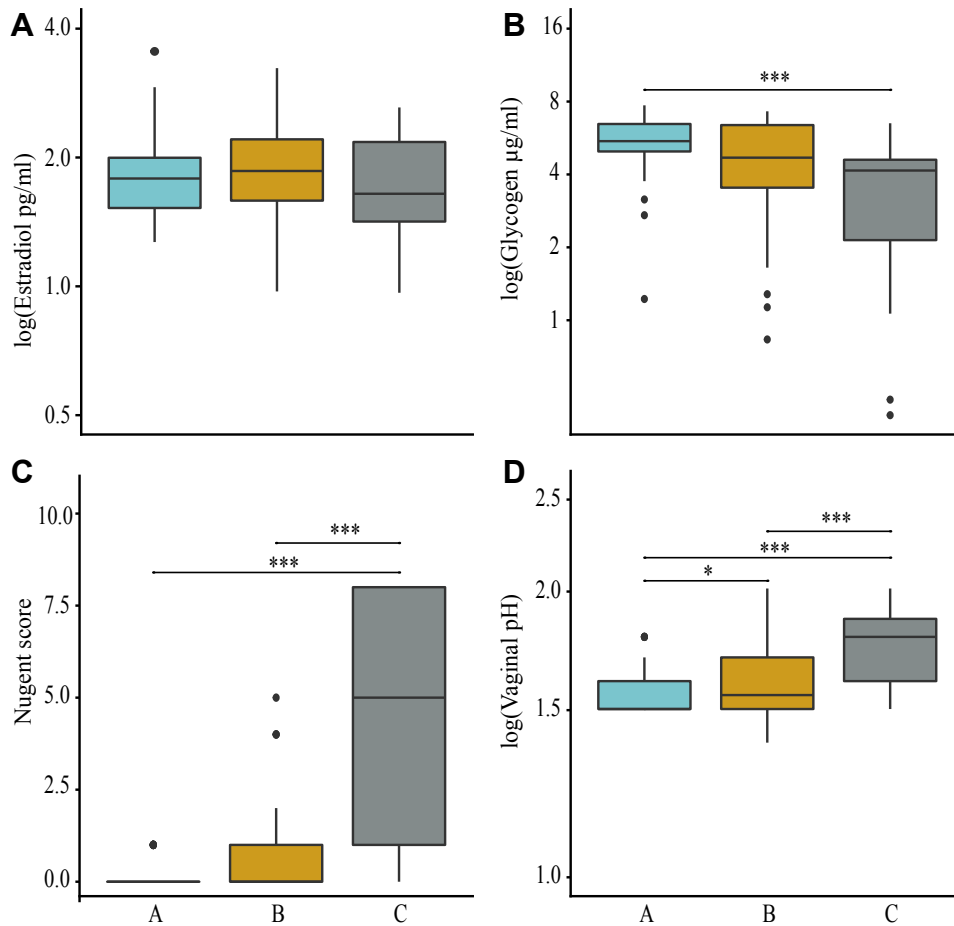 A
log(Estradiol pg/ml)
4.0
2.0
1.0
0.5
B
log(Glycogen µg/ml)
16
8
4
2
1
***
C
Nugent score
10.0
7.5
5.0
2.5
0.0
***
***
A B C
D
log(Vaginal pH)
2.5
2.0
1.5
1.0
***
***
*
A B C